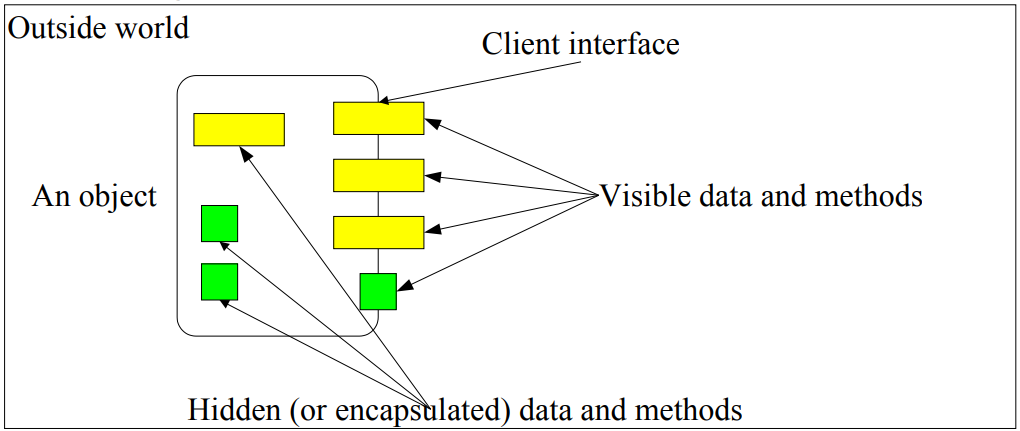 Outside world
Client interface
An object
Visible data and methods
Hidden (or encapsulated) data and methods